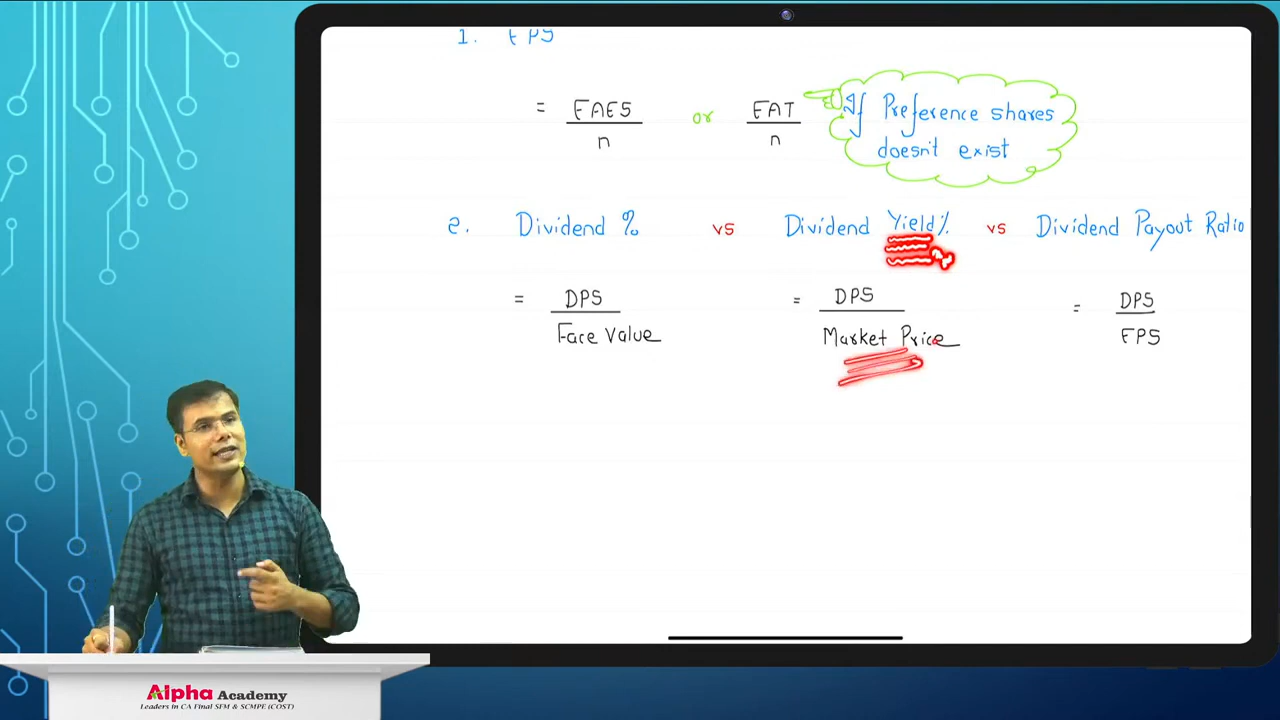 1. EPS
= EAES / n or EAT / n
If Preference shares
doesn't exist
2. Dividend % vs Dividend Yield% vs Dividend Payout Ratio
= DPS / Face Value = DPS / Market Price = DPS / EPS
Alpha Academy
Leaders in CA Final SFM & SCMPE (COST)